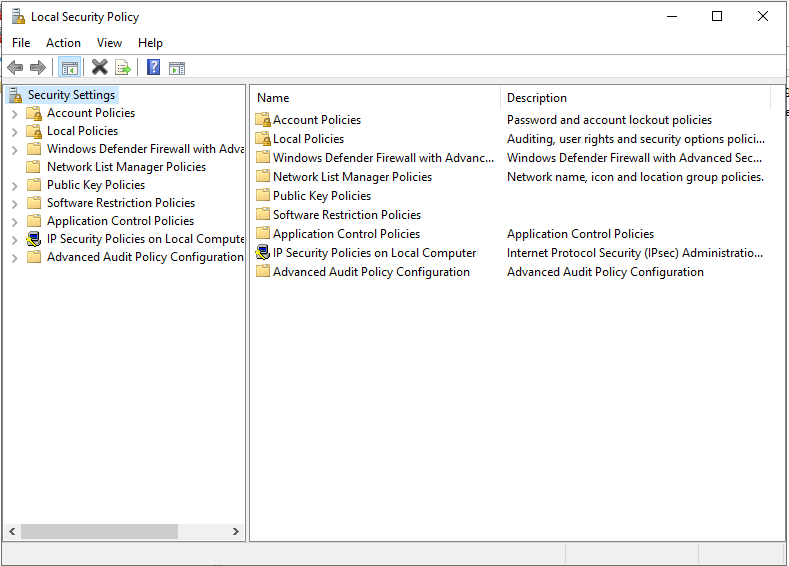 Local Security Policy
File Action View Help
Security Settings
Account Policies
Local Policies
Windows Defender Firewall with Adva
Network List Manager Policies
Public Key Policies
Software Restriction Policies
Application Control Policies
IP Security Policies on Local Compute
Advanced Audit Policy Configuration
Name Description
Account Policies Password and account lockout policies
Local Policies Auditing, user rights and security options polici...
Windows Defender Firewall with Advanc... Windows Defender Firewall with Advanced Sec...
Network List Manager Policies Network name, icon and location group policies.
Public Key Policies
Software Restriction Policies
Application Control Policies Application Control Policies
IP Security Policies on Local Computer Internet Protocol Security (IPsec) Administratio...
Advanced Audit Policy Configuration Advanced Audit Policy Configuration